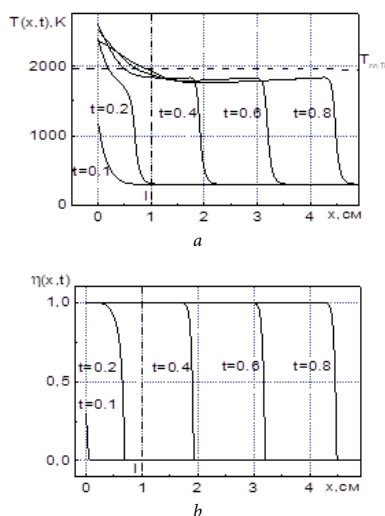 T(x,t),K
2000
1000
0
t=0.1
t=0.2
t=0.4
t=0.6
t=0.8
0
1
2
3
4
l
x,см
a
η(x,t)
1,0
0,5
0,0
t=0.1
t=0.2
t=0.4
t=0.6
t=0.8
0
1
2
3
4
l
x,см
b